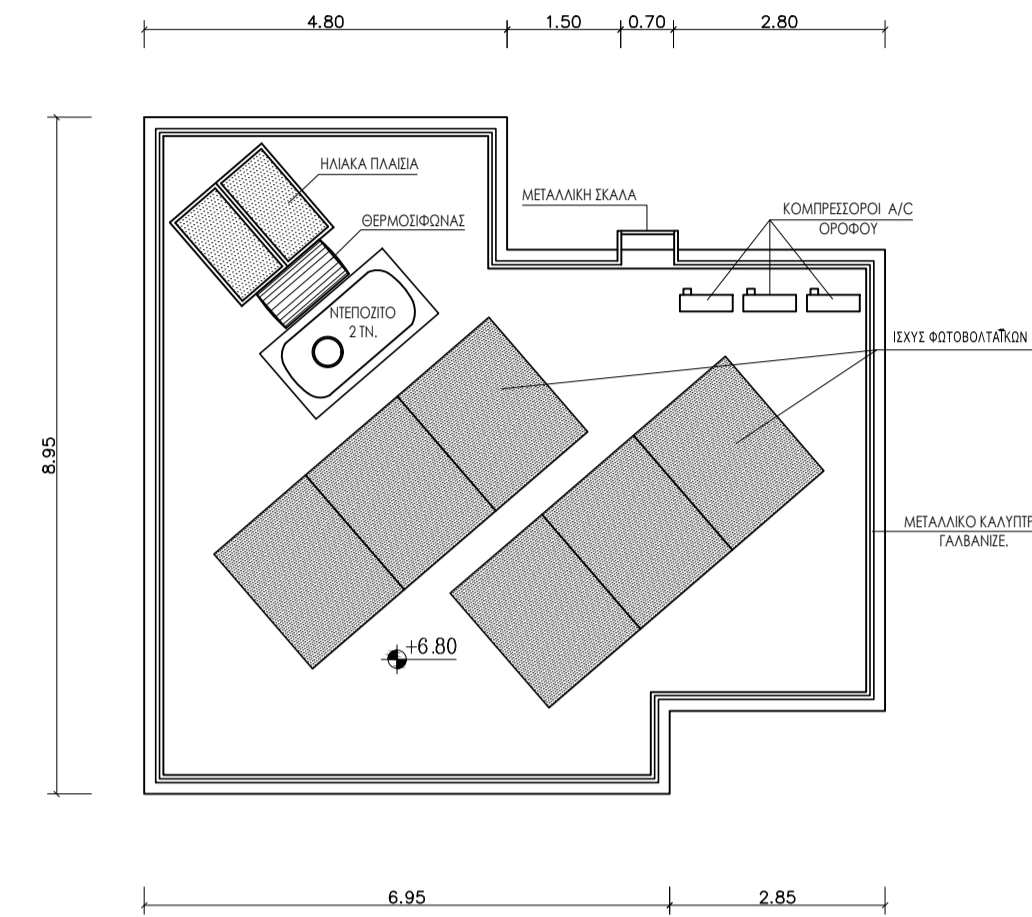 4.80
1.50
0.70
2.80
ΗΛΙΑΚΑ ΠΛΑΙΣΙΑ
ΜΕΤΑΛΛΙΚΗ ΣΚΑΛΑ
ΚΟΜΠΡΕΣΣΟΡΟΙ A/C
ΟΡΟΦΟΥ
ΘΕΡΜΟΣΙΦΩΝΑΣ
ΝΤΕΠΟΖΙΤΟ
2 ΤΝ.
ΙΣΧΥΣ ΦΩΤΟΒΟΛΤΑΪΚΩΝ
8.95
ΜΕΤΑΛΛΙΚΟ ΚΑΛΥΠΤΡ
ΓΑΛΒΑΝΙΖΕ.
+6.80
6.95
2.85